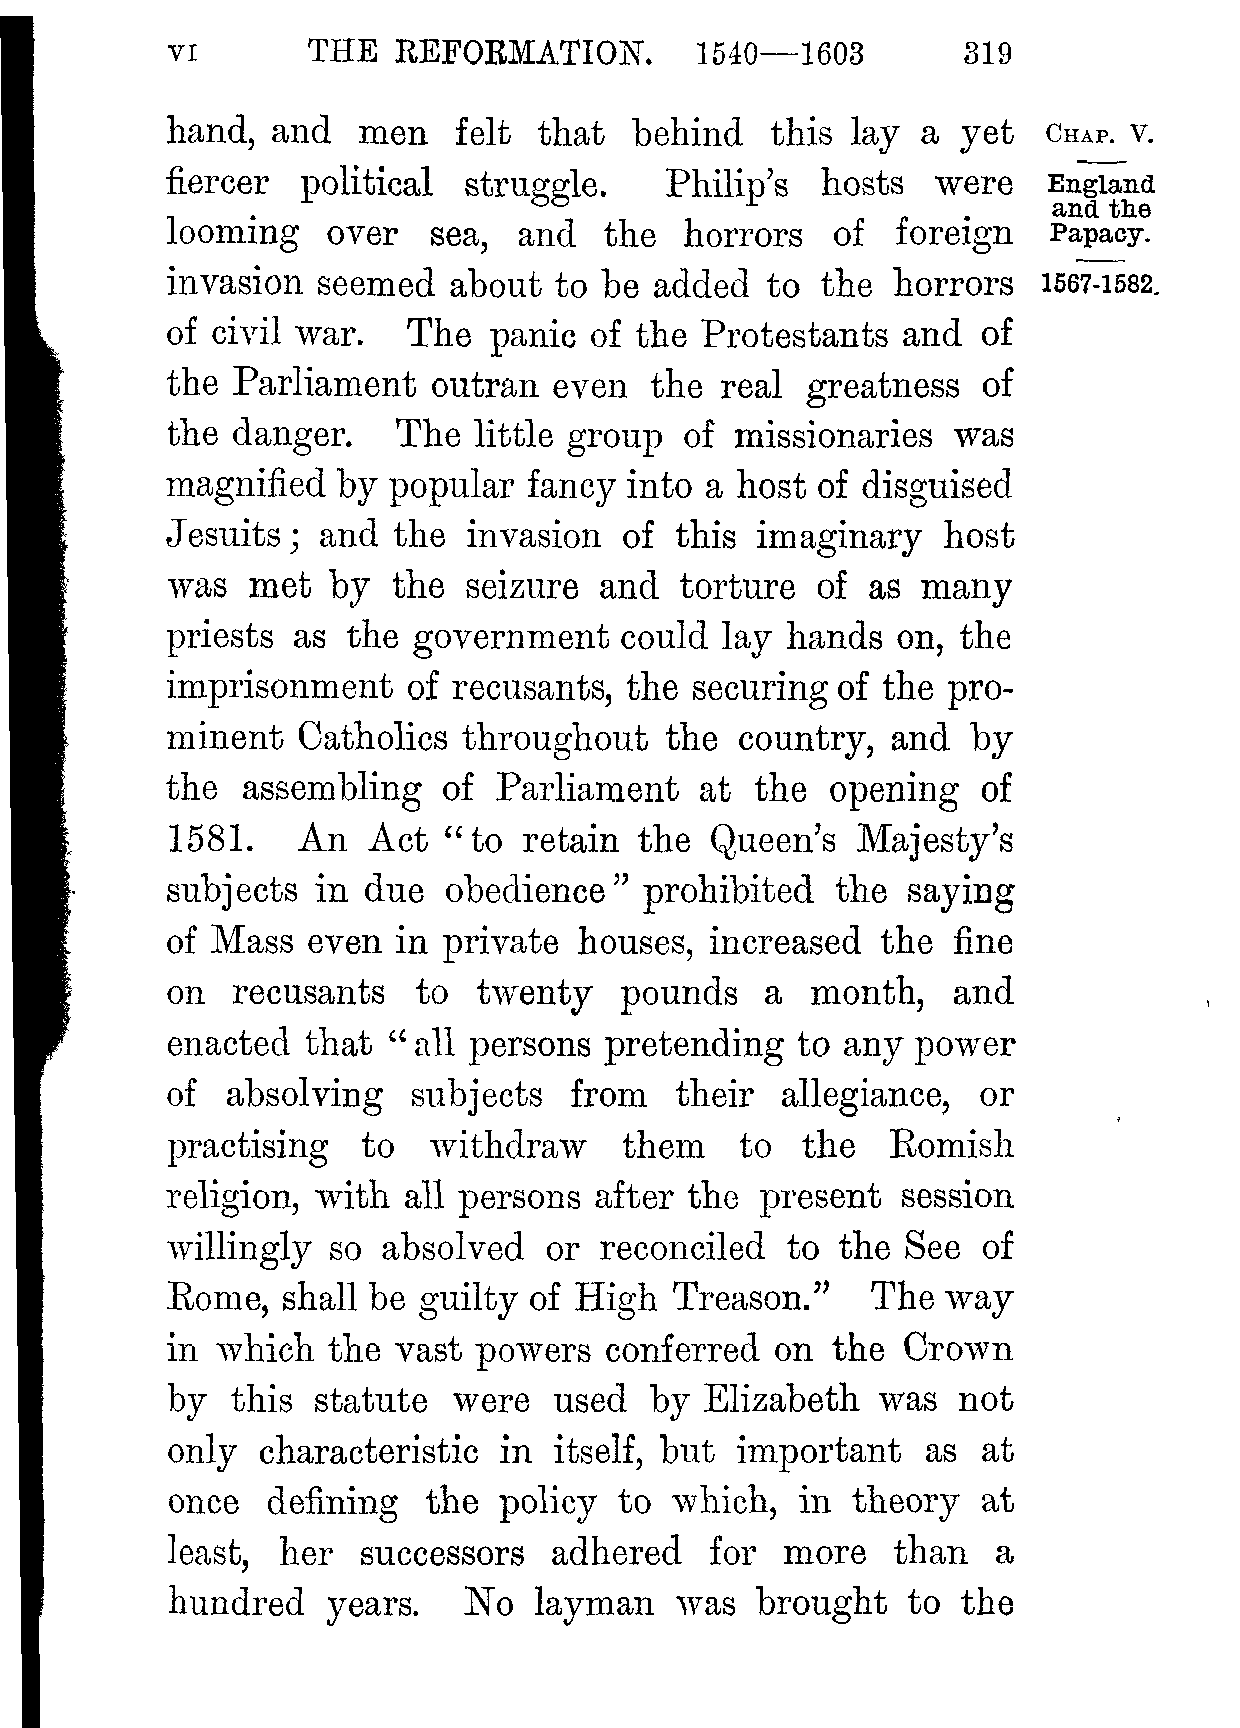 VI THE REFORMATION. 1540—1603 319
hand, and men felt that behind this lay a yet
fiercer political struggle. Philip's hosts were
looming over sea, and the horrors of foreign
invasion seemed about to be added to the horrors
of civil war. The panic of the Protestants and of
the Parliament outran even the real greatness of
the danger. The little group of missionaries was
magnified by popular fancy into a host of disguised
Jesuits; and the invasion of this imaginary host
was met by the seizure and torture of as many
priests as the government could lay hands on, the
imprisonment of recusants, the securing of the pro-
minent Catholics throughout the country, and by
the assembling of Parliament at the opening of
1581. An Act "to retain the Queen's Majesty's
subjects in due obedience" prohibited the saying
of Mass even in private houses, increased the fine
on recusants to twenty pounds a month, and
enacted that "all persons pretending to any power
of absolving subjects from their allegiance, or
practising to withdraw them to the Romish
religion, with all persons after the present session
willingly so absolved or reconciled to the See of
Rome, shall be guilty of High Treason." The way
in which the vast powers conferred on the Crown
by this statute were used by Elizabeth was not
only characteristic in itself, but important as at
once defining the policy to which, in theory at
least, her successors adhered for more than a
hundred years. No layman was brought to the
CHAP. V.
England
and the
Papacy.
1567-1582.